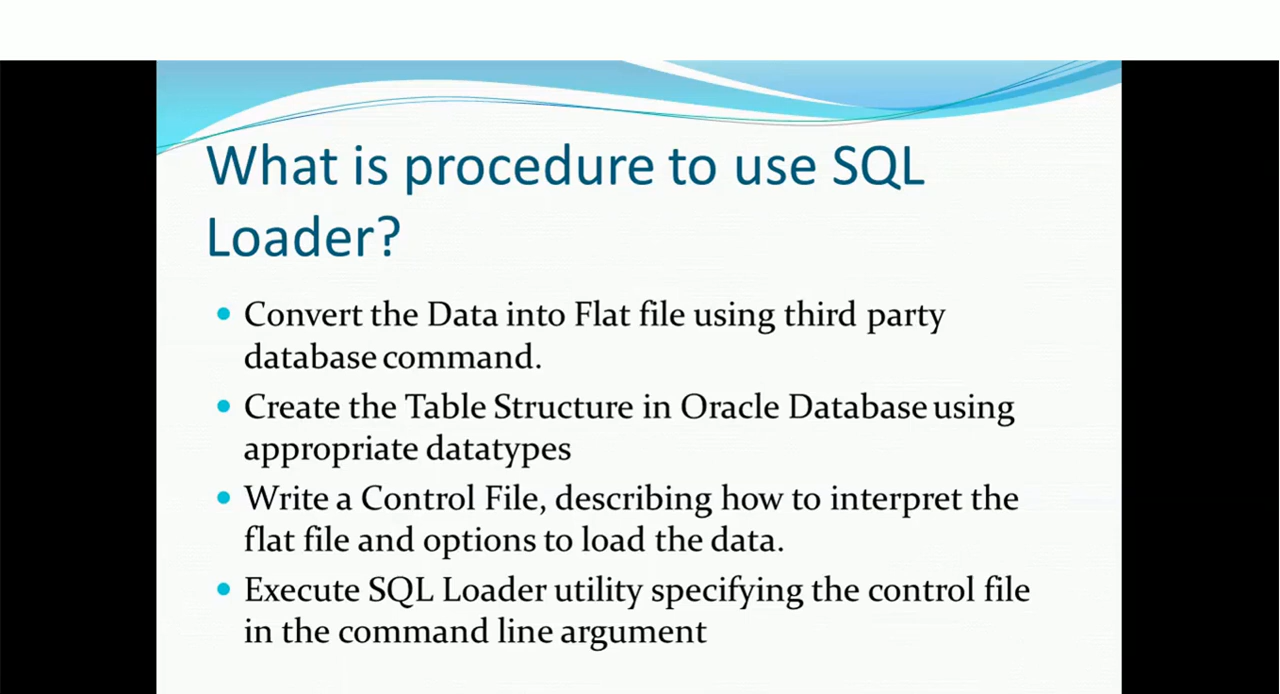 What is procedure to use SQL
Loader?
• Convert the Data into Flat file using third party
database command.
• Create the Table Structure in Oracle Database using
appropriate datatypes
• Write a Control File, describing how to interpret the
flat file and options to load the data.
• Execute SQL Loader utility specifying the control file
in the command line argument